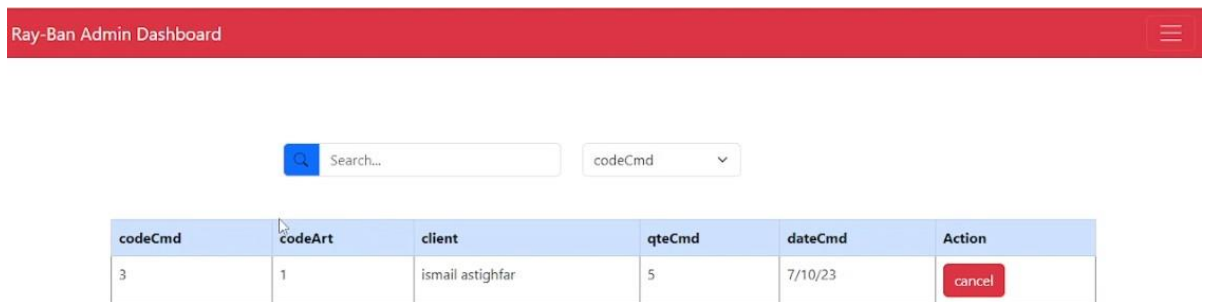 Ray-Ban Admin Dashboard
Search... codeCmd
codeCmd codeArt client qteCmd dateCmd Action
3 1 ismail astighfar 5 7/10/23 cancel